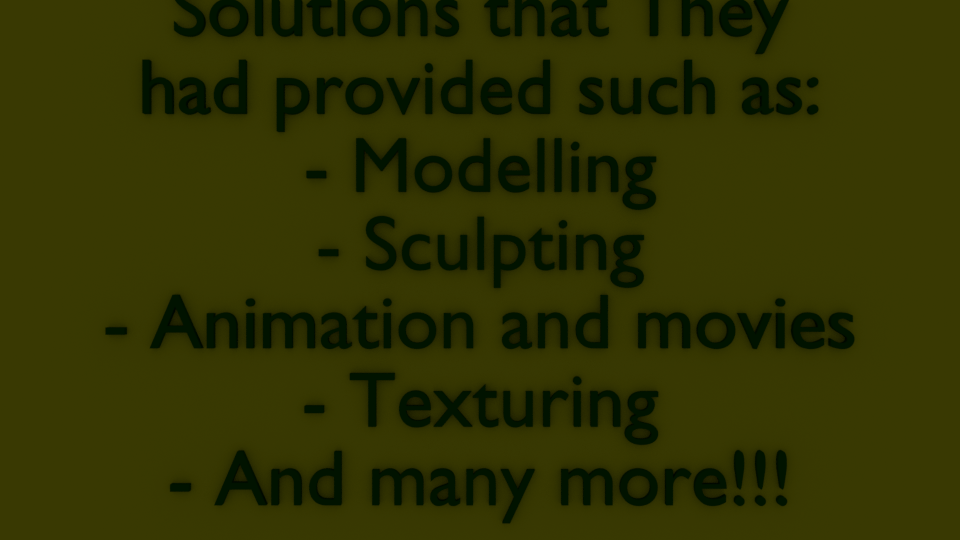 Solutions that They
had provided such as:
- Modelling
- Sculpting
- Animation and movies
- Texturing
- And many more!!!